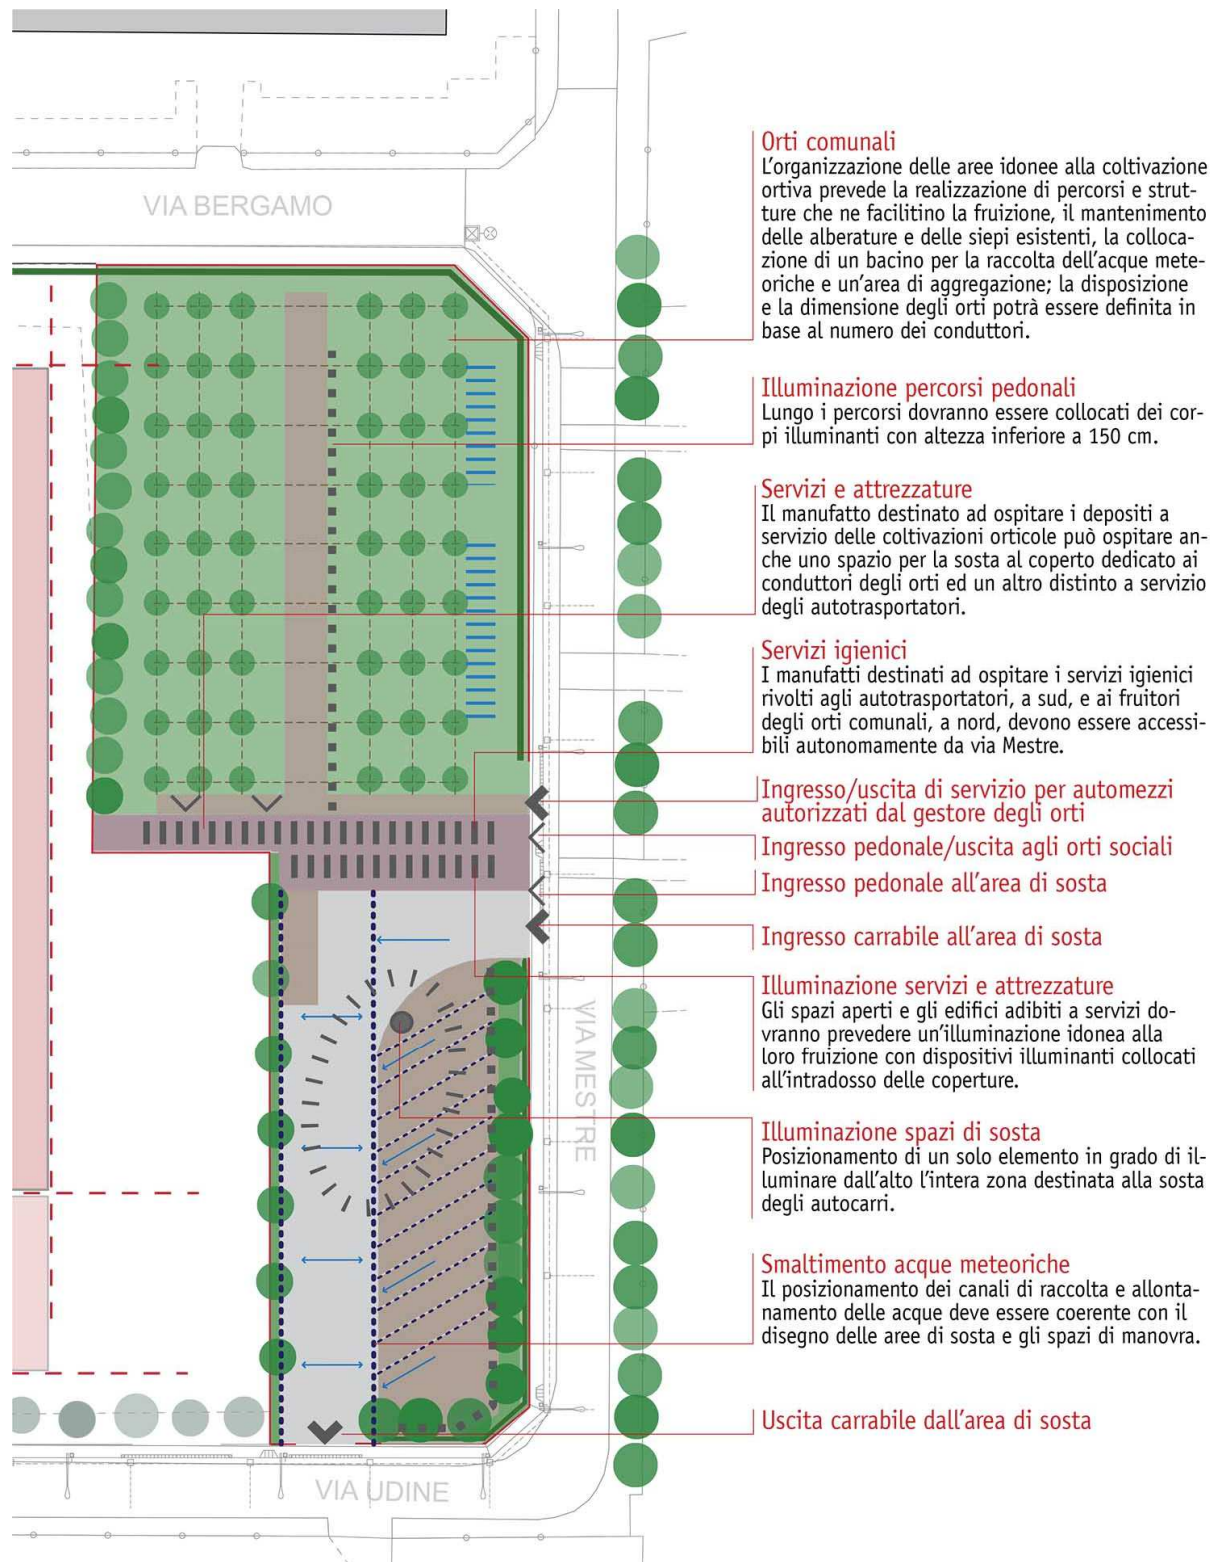 VIA BERGAMO
Orti comunali
L'organizzazione delle aree idonee alla coltivazione
ortiva prevede la realizzazione di percorsi e strut-
ture che ne facilitino la fruizione, il mantenimento
delle alberature e delle siepi esistenti, la colloca-
zione di un bacino per la raccolta dell'acque mete-
oriche e un'area di aggregazione; la disposizione
e la dimensione degli orti potrà essere definita in
base al numero dei conduttori.
Illuminazione percorsi pedonali
Lungo i percorsi dovranno essere collocati dei cor-
pi illuminanti con altezza inferiore a 150 cm.
Servizi e attrezzature
Il manufatto destinato ad ospitare i depositi a
servizio delle coltivazioni orticole può ospitare an-
che uno spazio per la sosta al coperto dedicato ai
conduttori degli orti ed un altro distinto a servizio
degli autotrasportatori.
Servizi igienici
I manufatti destinati ad ospitare i servizi igienici
rivolti agli autotrasportatori, a sud, e ai fruitori
degli orti comunali, a nord, devono essere accessi-
bili autonomamente da via Mestre.
Ingresso/uscita di servizio per automezzi
autorizzati dal gestore degli orti
Ingresso pedonale/uscita agli orti sociali
Ingresso pedonale all'area di sosta
Ingresso carrabile all'area di sosta
Illuminazione servizi e attrezzature
Gli spazi aperti e gli edifici adibiti a servizi do-
vranno prevedere un'illuminazione idonea alla
loro fruizione con dispositivi illuminanti collocati
all'intradosso delle coperture.
VIA MESTRE
Illuminazione spazi di sosta
Posizionamento di un solo elemento in grado di il-
luminare dall'alto l'intera zona destinata alla sosta
degli autocarri.
Smaltimento acque meteoriche
Il posizionamento dei canali di raccolta e allonta-
namento delle acque deve essere coerente con il
disegno delle aree di sosta e gli spazi di manovra.
Uscita carrabile dall'area di sosta
VIA UDINE